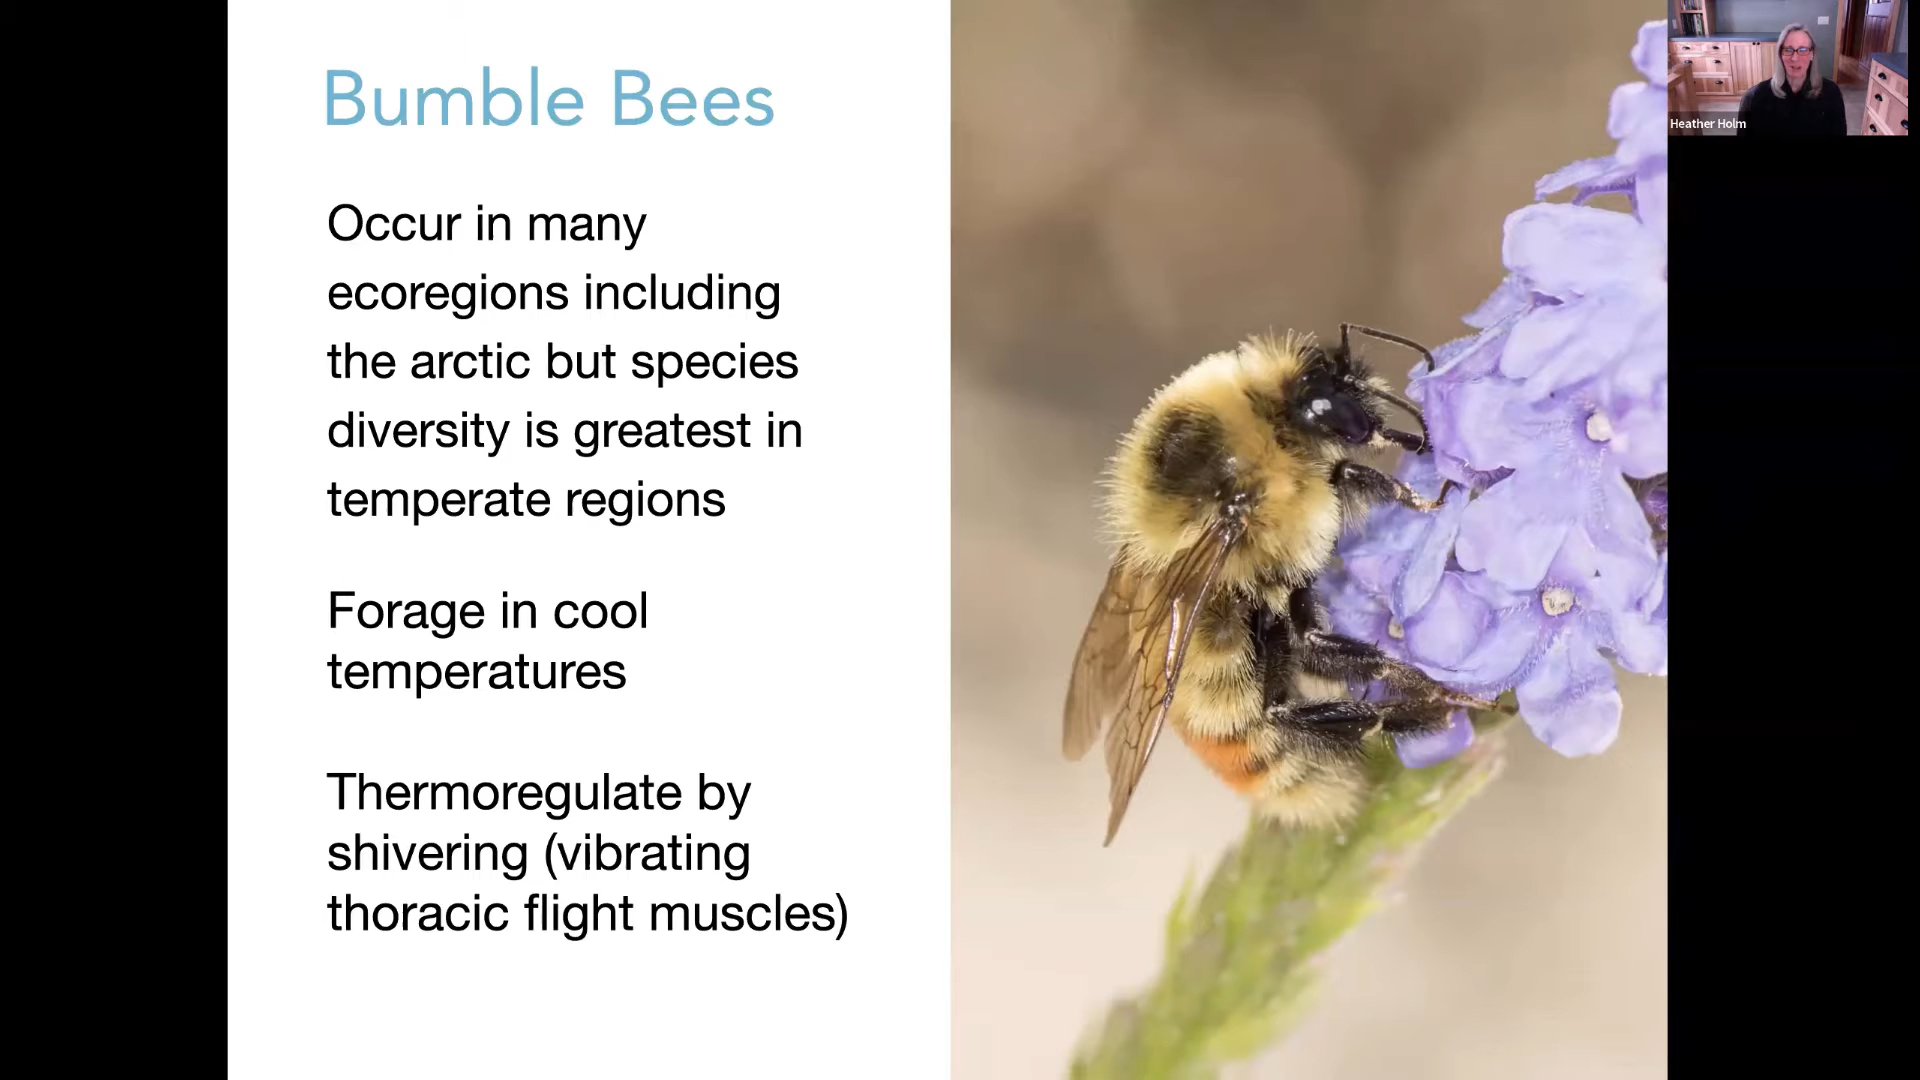 Bumble Bees
Occur in many
ecoregions including
the arctic but species
diversity is greatest in
temperate regions
Forage in cool
temperatures
Thermoregulate by
shivering (vibrating
thoracic flight muscles)
Heather Holm